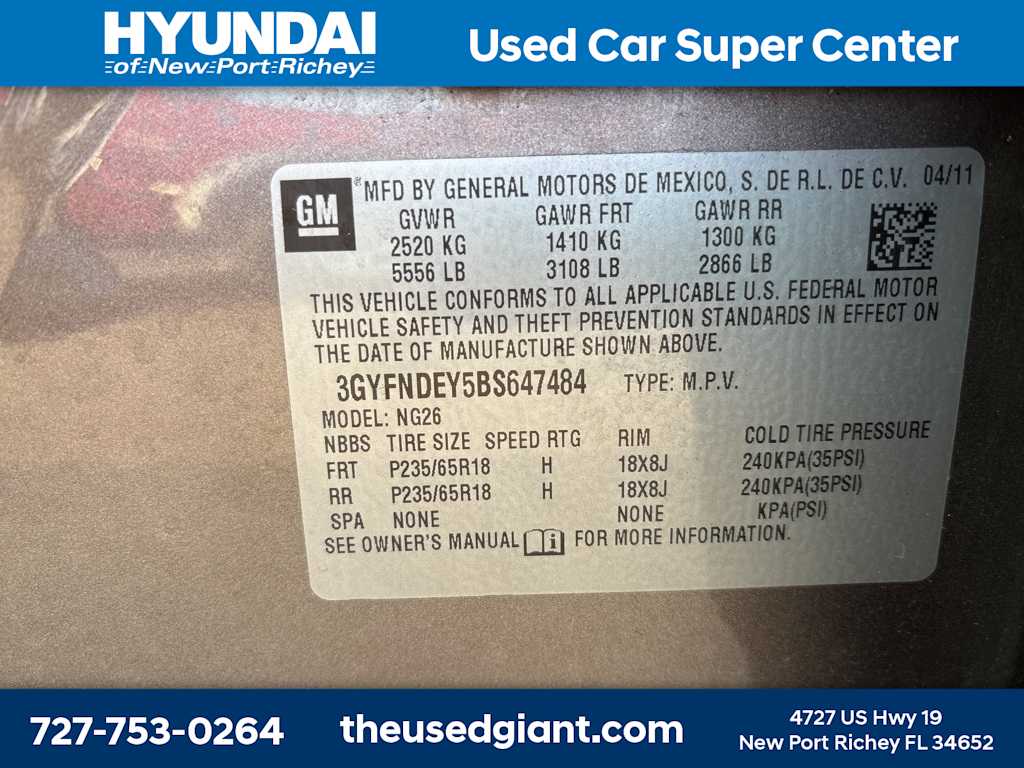 HYUNDAI
of New Port Richey
Used Car Super Center
GM
® MFD BY GENERAL MOTORS DE MEXICO, S. DE R.L. DE C.V. 04/11
GVWR GAWR FRT GAWR RR
2520 KG 1410 KG 1300 KG
5556 LB 3108 LB 2866 LB
THIS VEHICLE CONFORMS TO ALL APPLICABLE U.S. FEDERAL MOTOR
VEHICLE SAFETY AND THEFT PREVENTION STANDARDS IN EFFECT ON
THE DATE OF MANUFACTURE SHOWN ABOVE.
3GYFNDEY5BS647484 TYPE: M.P.V.
MODEL: NG26
NBBS TIRE SIZE SPEED RTG RIM COLD TIRE PRESSURE
FRT P235/65R18 H 18X8J 240KPA(35PSI)
RR P235/65R18 H 18X8J 240KPA(35PSI)
SPA NONE NONE KPA(PSI)
SEE OWNER'S MANUAL i FOR MORE INFORMATION.
727-753-0264
theusedgiant.com
4727 US Hwy 19
New Port Richey FL 34652